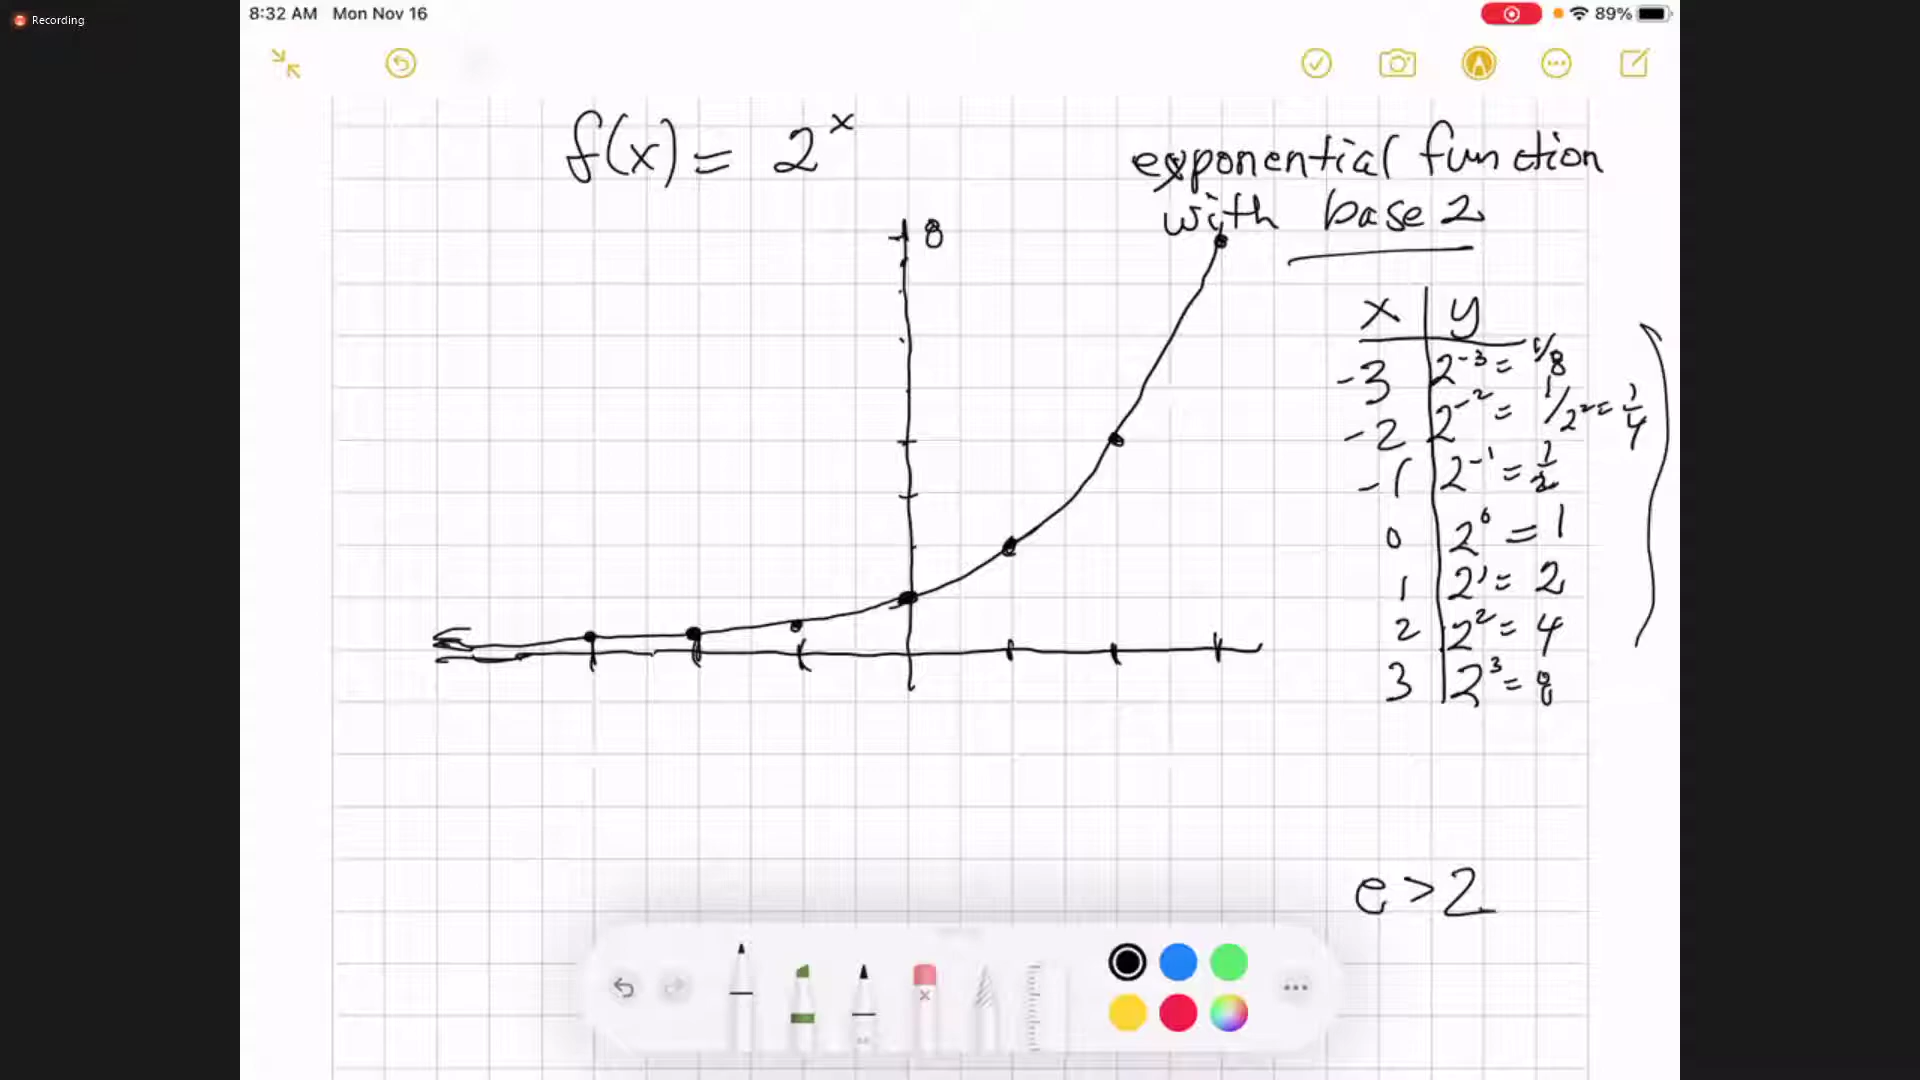 Recording
8:32 AM Mon Nov 16
89%
f(x) = 2^x
exponential function
with base 2
8
x | y
-3 | 2^-3 = 1/8
-2 | 2^-2 = 1/2^2 = 1/4
-1 | 2^-1 = 1/2
0 | 2^0 = 1
1 | 2^1 = 2
2 | 2^2 = 4
3 | 2^3 = 8
e > 2